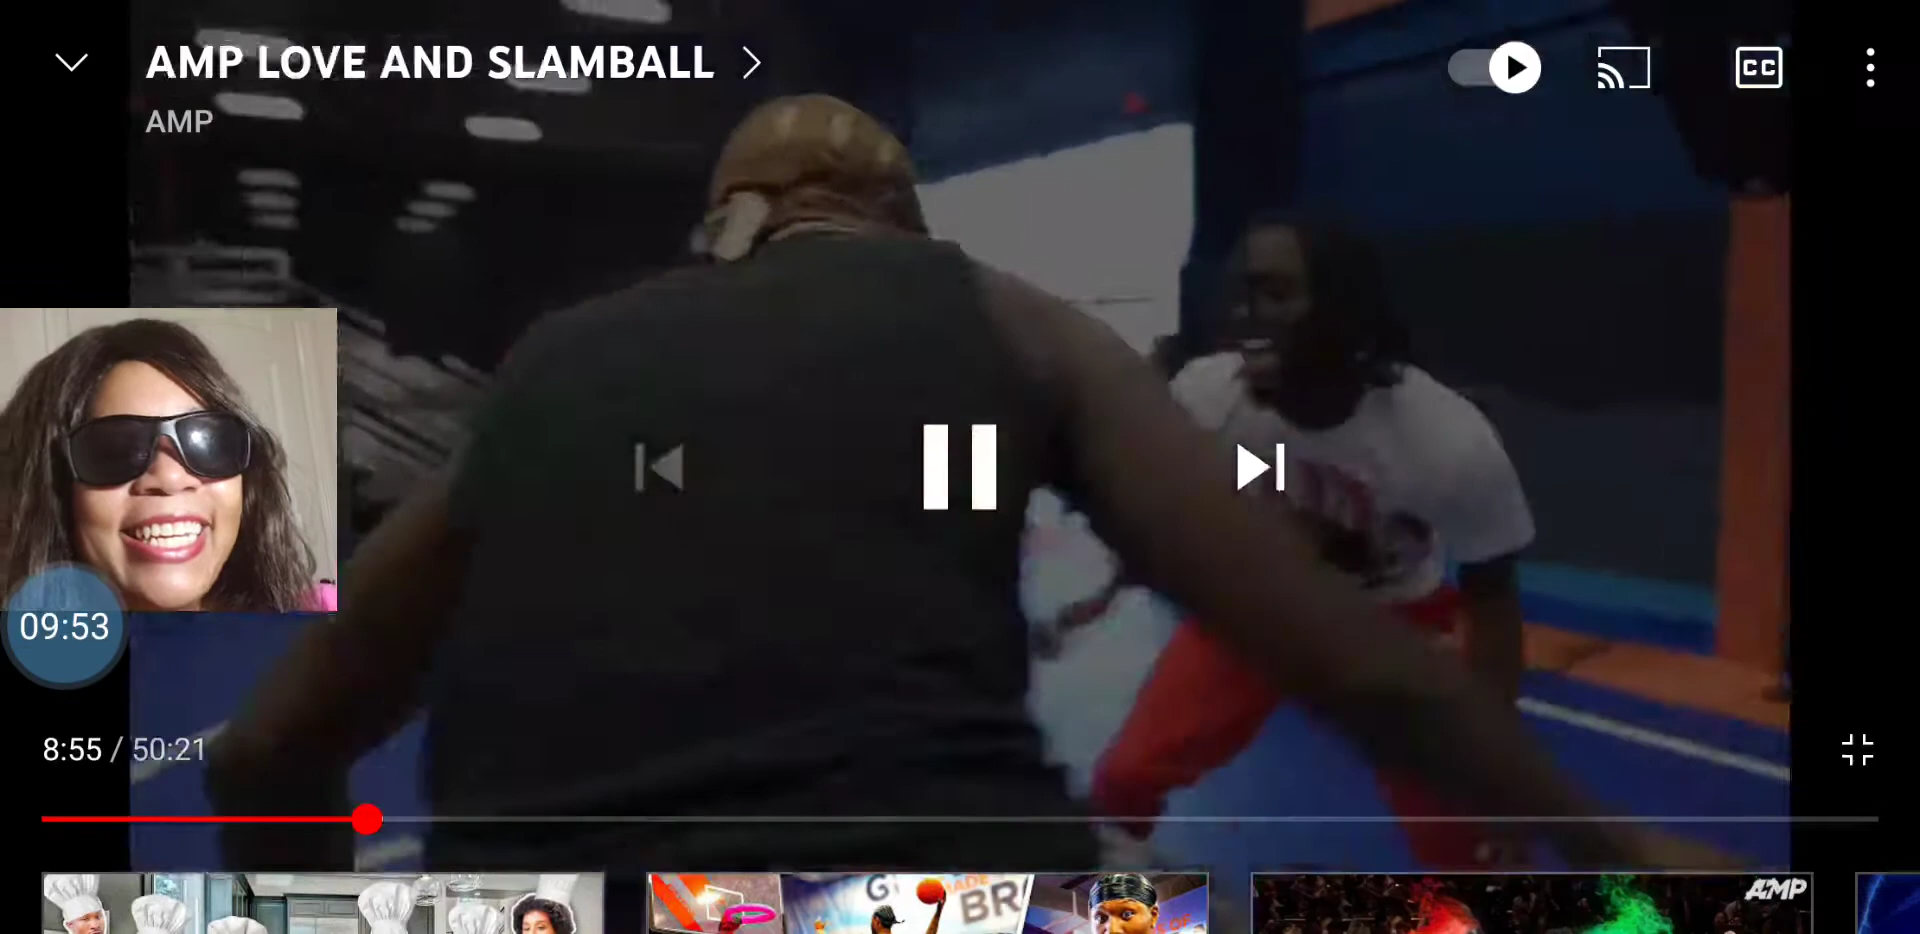 AMP LOVE AND SLAMBALL
AMP
CC
09:53
8:55 / 50:21
AMP
BR